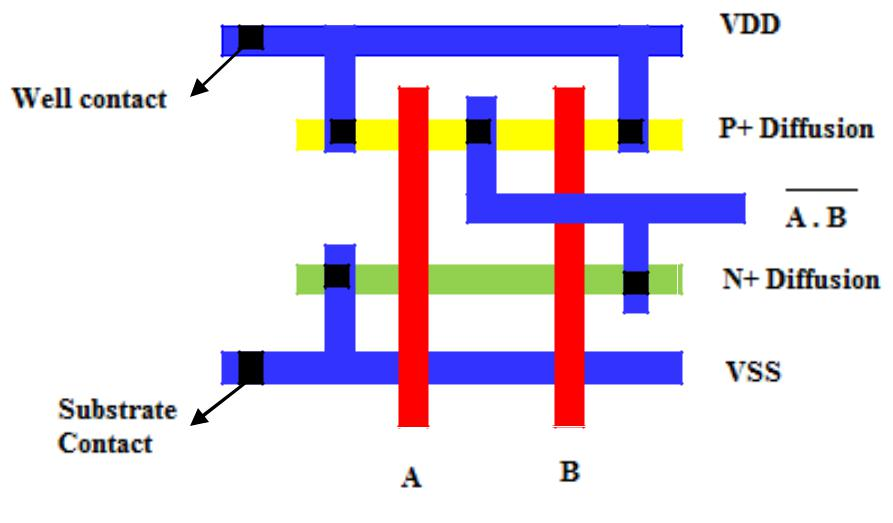 VDD
Well contact
P+ Diffusion
A . B
N+ Diffusion
VSS
Substrate
Contact
A
B